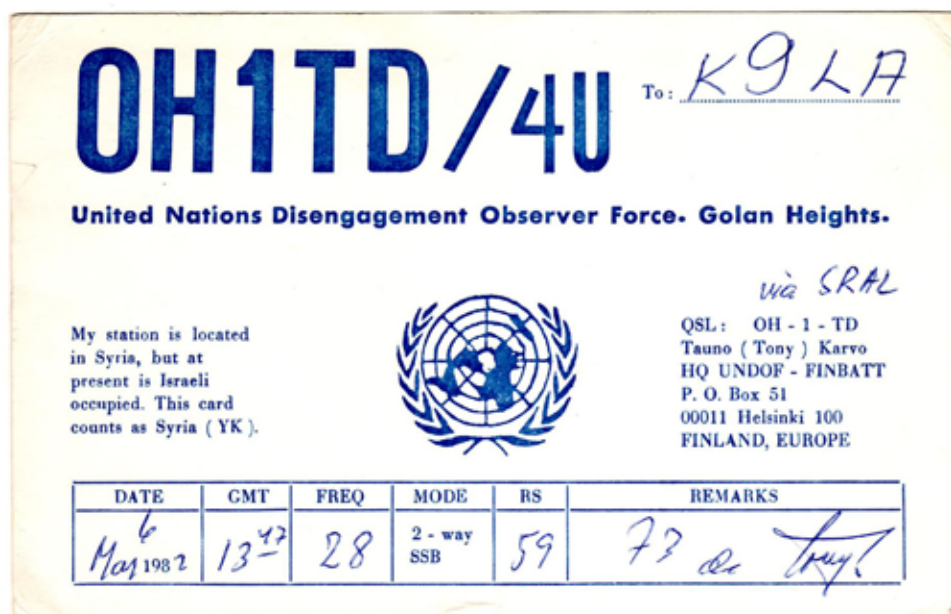 OH1TD/4U
To: K9LA
United Nations Disengagement Observer Force. Golan Heights.
via SRAL
My station is located
in Syria, but at
present is Israeli
occupied. This card
counts as Syria ( YK ).
QSL : OH - 1 - TD
Tauno ( Tony ) Karvo
HQ UNDOF - FINBATT
P. O. Box 51
00011 Helsinki 100
FINLAND, EUROPE
DATE GMT FREQ MODE RS REMARKS
6 1982 13 47 28 2 - way SSB 59 73 de Tony